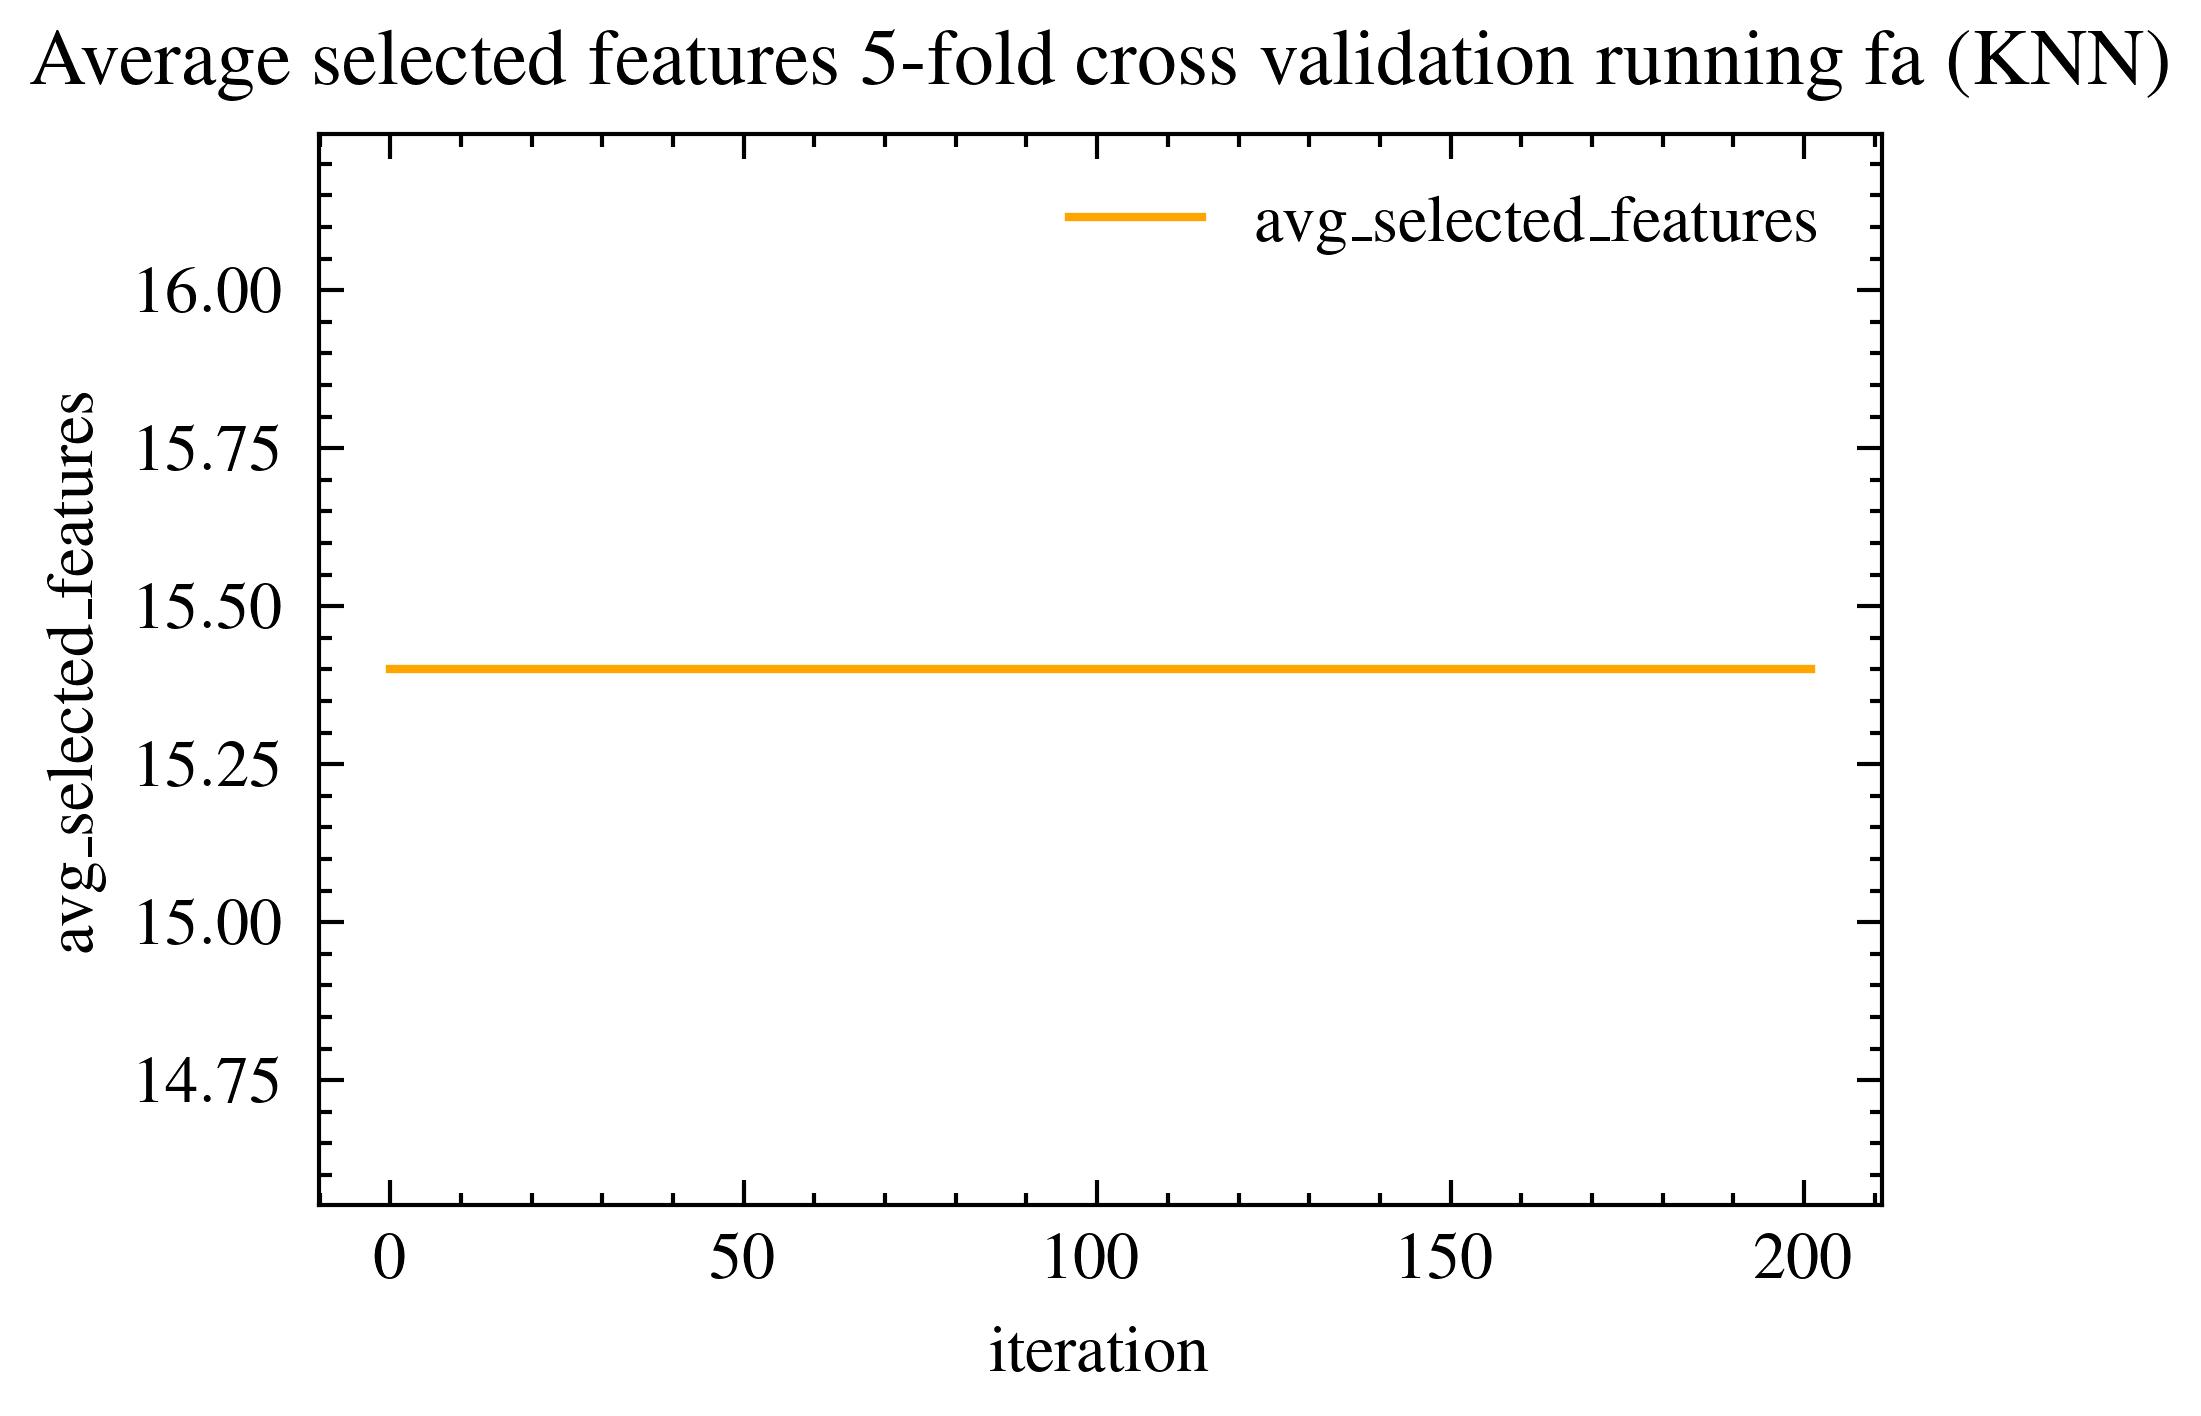 Average selected features 5-fold cross validation running fa (KNN)
avg_selected_features
16.00
15.75
15.50
15.25
15.00
14.75
avg_selected_features
0 50 100 150 200
iteration